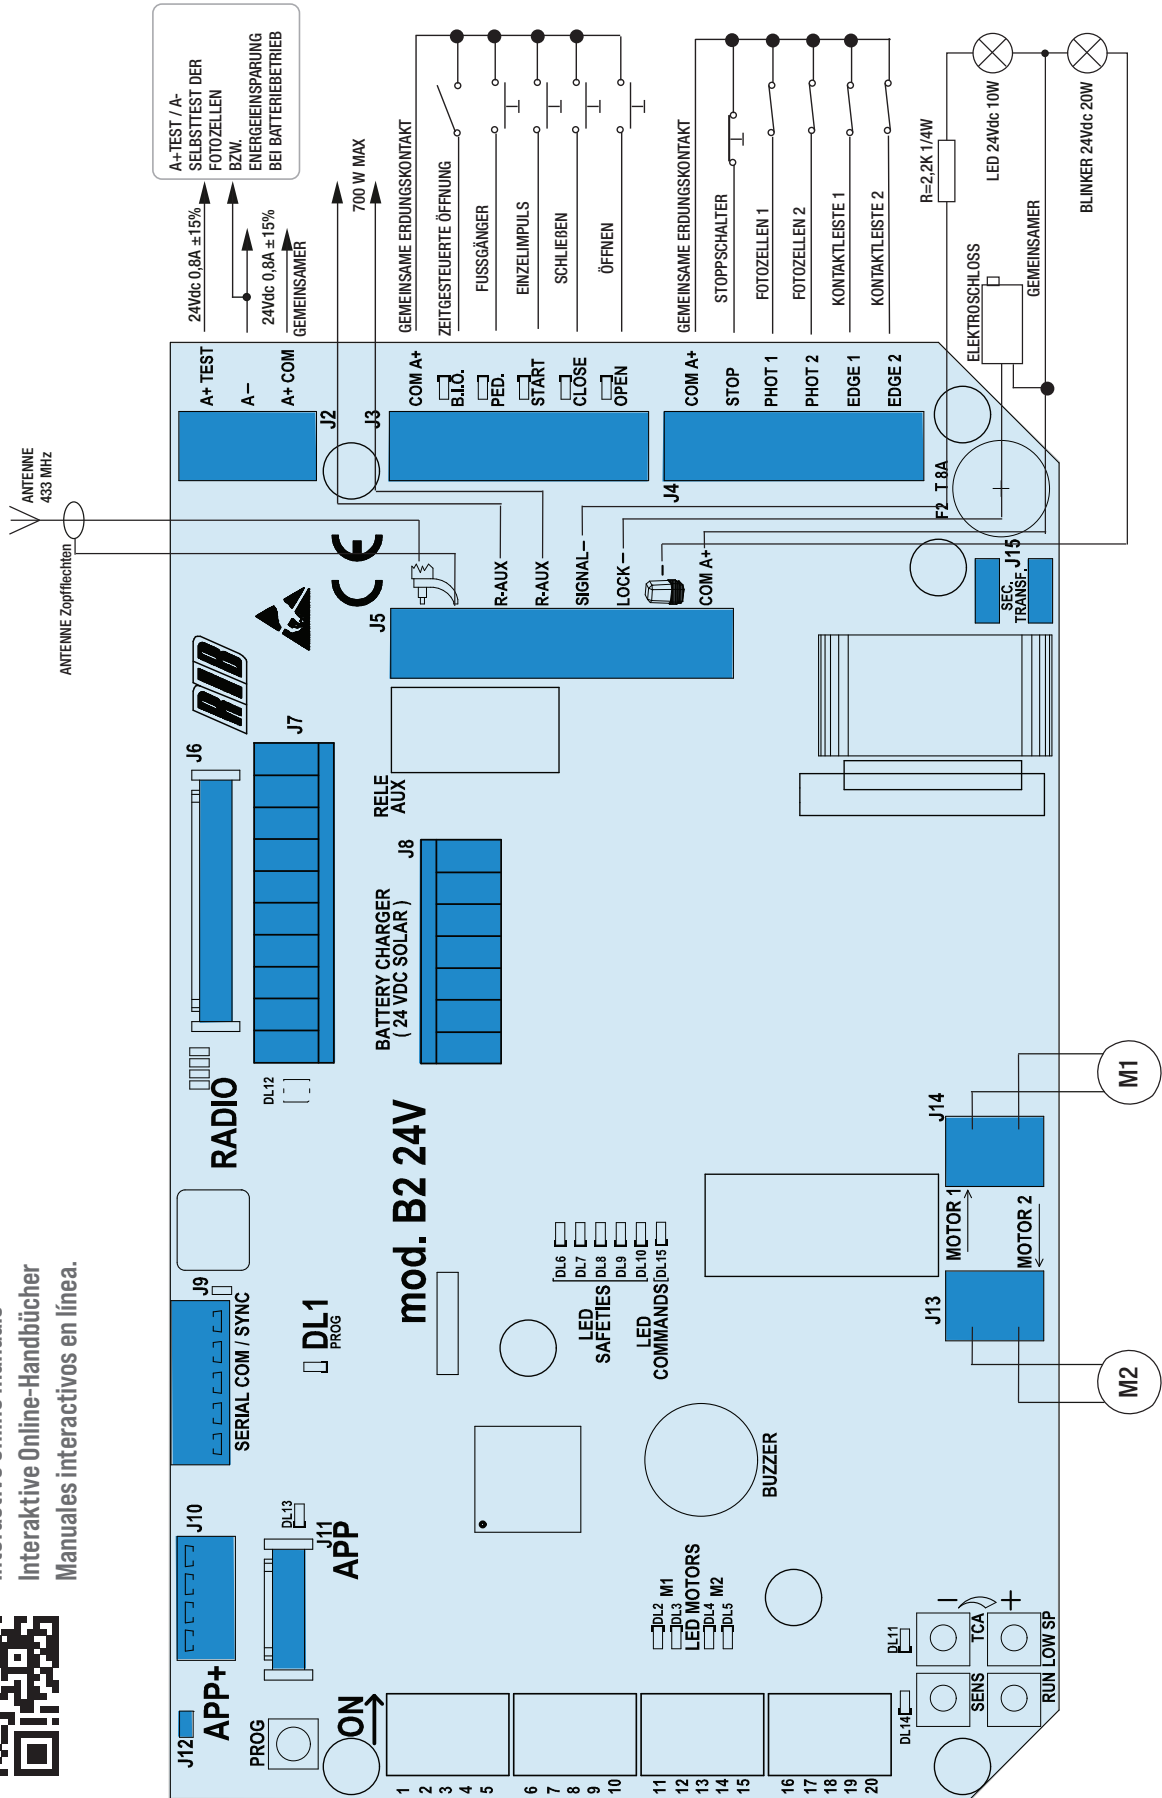 Interaktive Online-Handbücher
Manuales interactivos en línea.
A+TEST / A-
SELBSTTEST DER
FOTOZELLEN
BZW.
ENERGIEEINSPARUNG
BEI BATTERIEBETRIEB
24Vdc 0,8A ±15%
24Vdc 0,8A ±15%
GEMEINSAMER
700 W MAX
GEMEINSAME ERDUNGSKONTAKT
ZEITGESTEUERTE ÖFFNUNG
FUSSGÄNGER
EINZELIMPULS
SCHLIEßEN
ÖFFNEN
GEMEINSAME ERDUNGSKONTAKT
STOPPSCHALTER
FOTOZELLEN 1
FOTOZELLEN 2
KONTAKTLEISTE 1
KONTAKTLEISTE 2
R=2,2K 1/4W
LED 24Vdc 10W
BLINKER 24Vdc 20W
ELEKTROSCHLOSS
GEMEINSAMER
ANTENNE
433 MHz
ANTENNE Zopfflechten
A+ TEST
A–
A+ COM
J2
J3
COM A+
B.I.O.
PED.
START
CLOSE
OPEN
COM A+
STOP
PHOT 1
PHOT 2
EDGE 1
EDGE 2
J4
F2 T 8A
CE
R-AUX
R-AUX
SIGNAL–
LOCK–
–
COM A+
J5
J15
SEC.
TRANSF.
RIB
J6
J7
RELE
AUX
J8
BATTERY CHARGER
( 24 VDC SOLAR )
RADIO
DL12
mod. B2 24V
J9
SERIAL COM / SYNC
DL1
PROG
DL6
DL7
DL8
DL9
DL10
DL15
LED
SAFETIES
LED
COMMANDS
J14
MOTOR 1
MOTOR 2
J13
M1
M2
BUZZER
J10
DL13
J11
APP
APP+
J12
PROG
ON
DL2
DL3
DL4
DL5
M1
M2
LED MOTORS
DL11
DL14
–
+
TCA
SENS
LOW SP
RUN
1
2
3
4
5
6
7
8
9
10
11
12
13
14
15
16
17
18
19
20